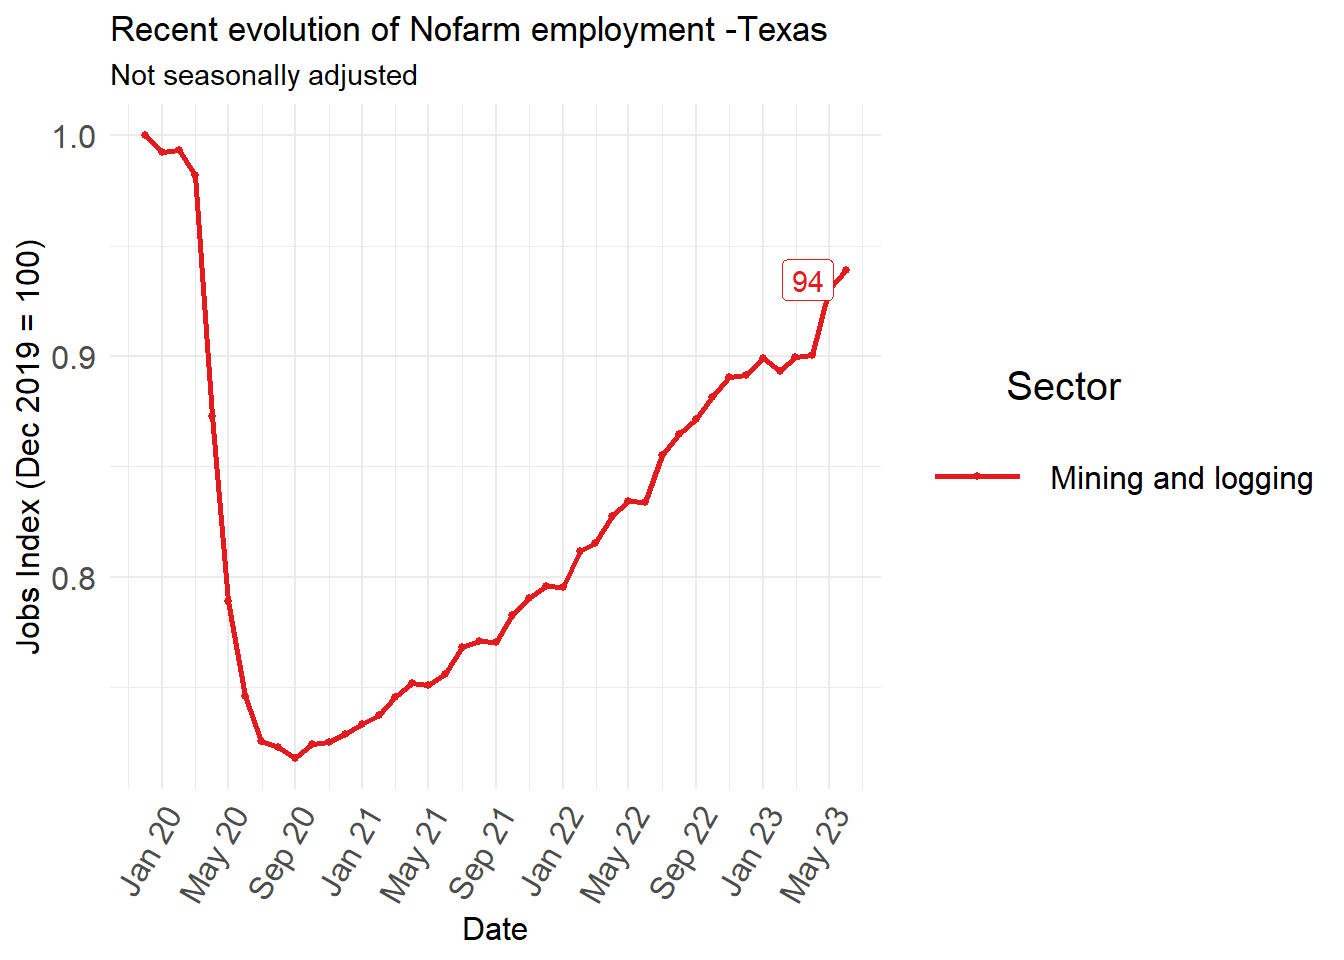 Recent evolution of Nofarm employment -Texas
Not seasonally adjusted
Jobs Index (Dec 2019 = 100)
1.0
0.9
0.8
94
Jan 20
May 20
Sep 20
Jan 21
May 21
Sep 21
Jan 22
May 22
Sep 22
Jan 23
May 23
Date
Sector
Mining and logging